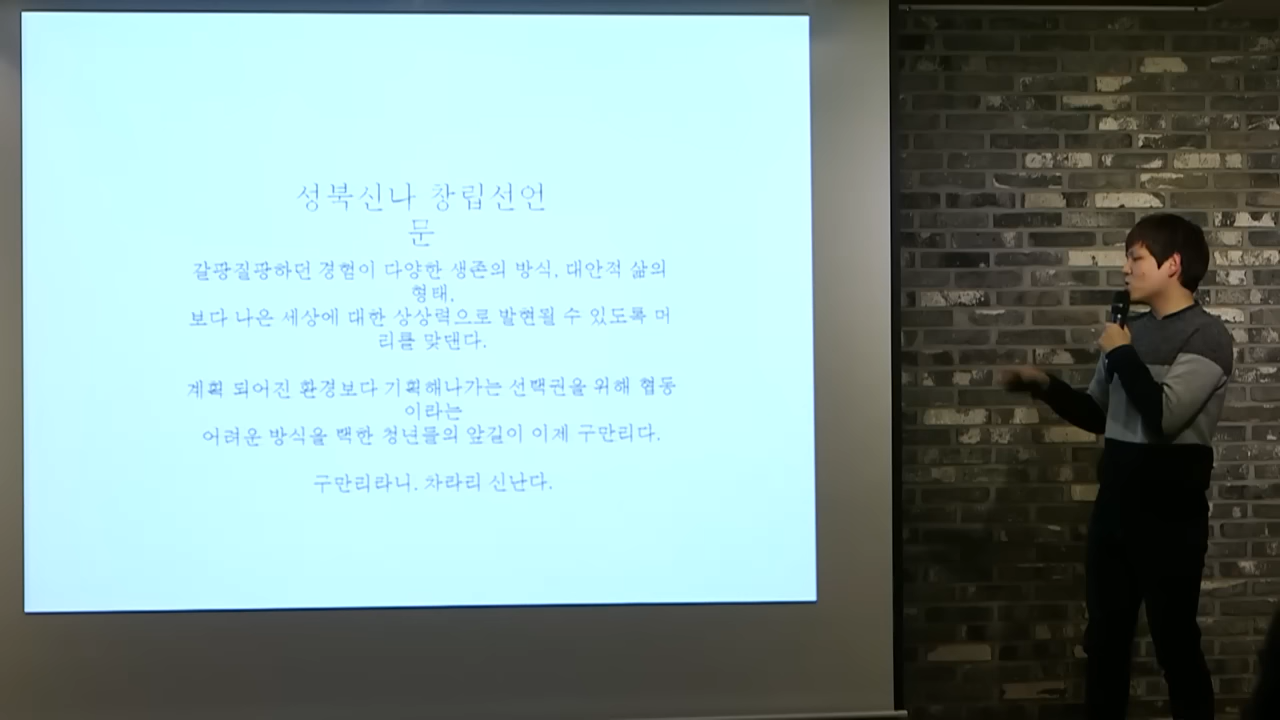 성북신나 창립선언
문
갈팡질팡하던 경험이 다양한 생존의 방식, 대안적 삶의
형태,
보다 나은 세상에 대한 상상력으로 발현될 수 있도록 머
리를 맞댄다.
계획 되어진 환경보다 기획해나가는 선택권을 위해 협동
이라는
어려운 방식을 택한 청년들의 앞길이 이제 구만리다.
구만리라니. 차라리 신난다.